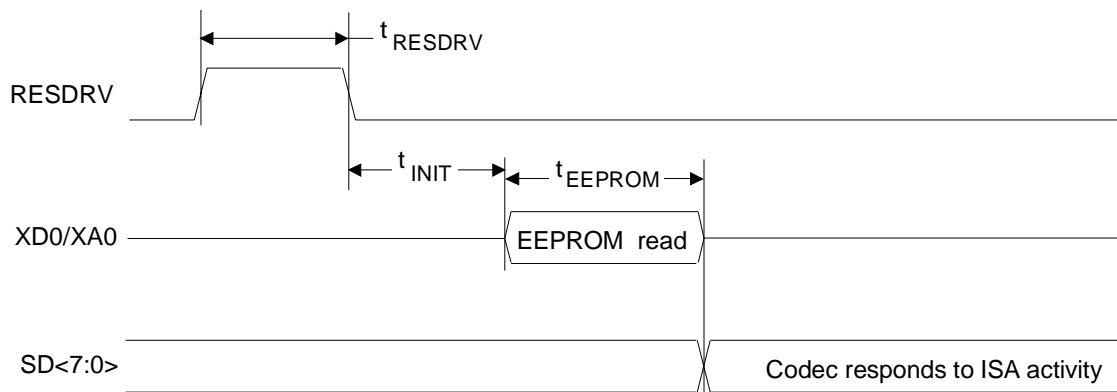 t RESDRV
RESDRV
t INIT
t EEPROM
XD0/XA0
EEPROM read
SD<7:0>
Codec responds to ISA activity